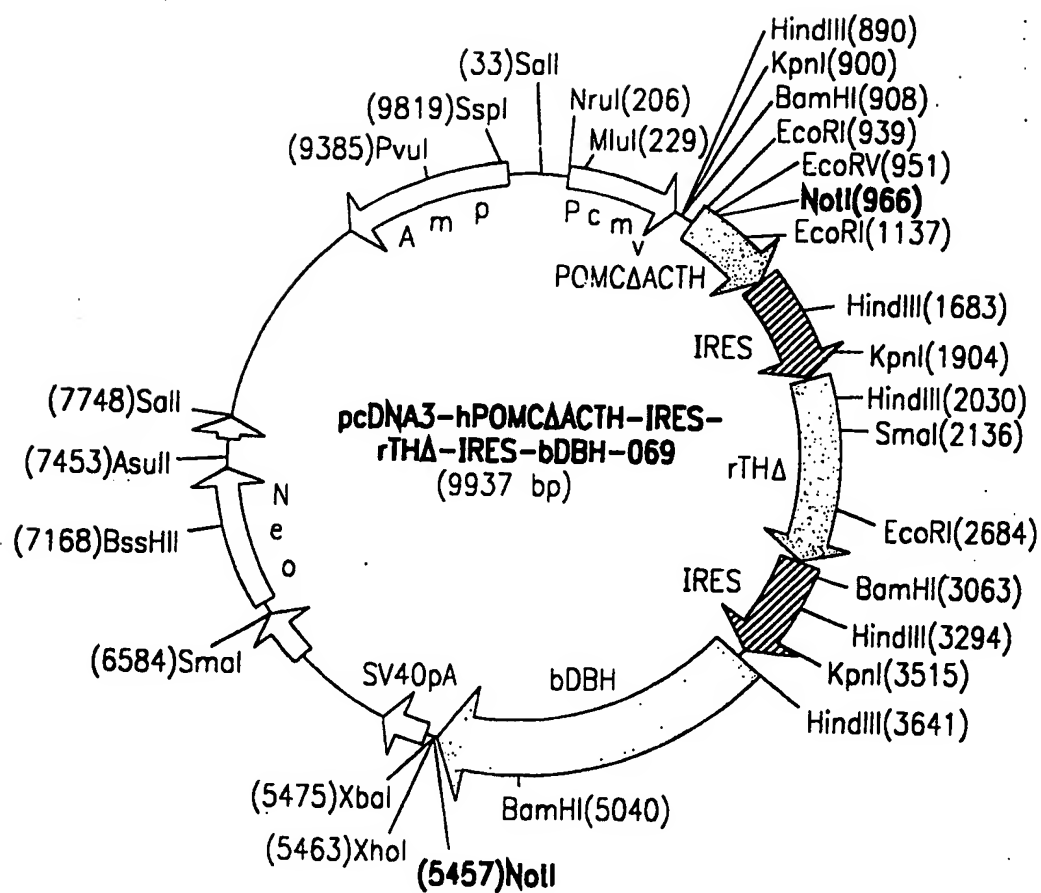 (33)SalI
(9819)SspI
(9385)PvuI
NruI(206)
MluI(229)
HindIII(890)
KpnI(900)
BamHI(908)
EcoRI(939)
EcoRV(951)
NotI(966)
EcoRI(1137)
Amp
Pcmv
POMCΔACTH
IRES
HindIII(1683)
KpnI(1904)
HindIII(2030)
SmaI(2136)
rTHΔ
EcoRI(2684)
IRES
BamHI(3063)
HindIII(3294)
KpnI(3515)
HindIII(3641)
pcDNA3-hPOMCΔACTH-IRES-
rTHΔ-IRES-bDBH-069
(9937 bp)
(7748)SalI
(7453)AsuII
Neo
(7168)BssHII
(6584)SmaI
SV40pA
bDBH
(5475)XbaI
(5463)XhoI
(5457)NotI
BamHI(5040)